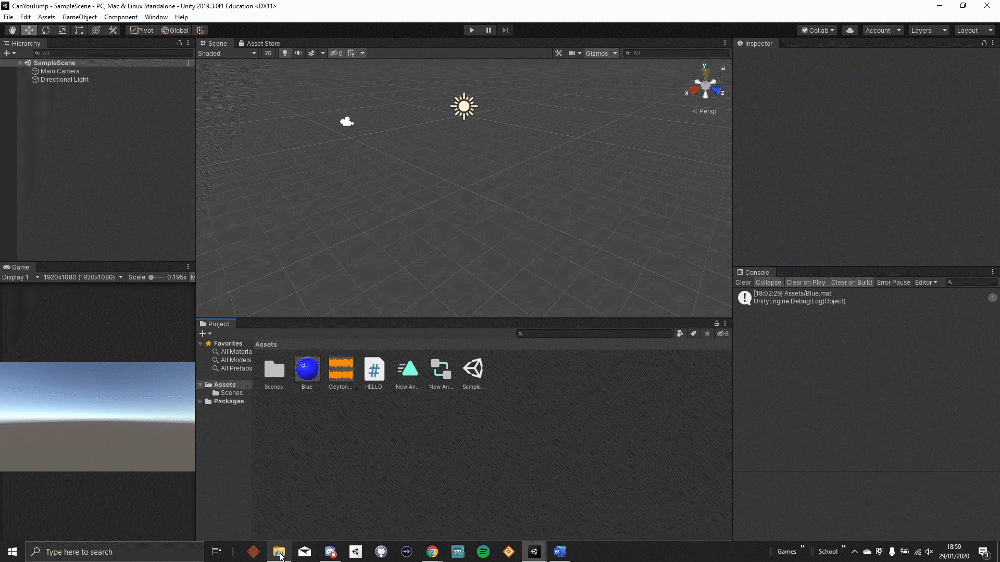 CanYouJump - SampleScene - PC, Mac & Linux Standalone - Unity 2019.3.0f1 Education <DX11>
File Edit Assets GameObject Component Window Help
Pivot Global Collab Account Layers Layout
Hierarchy
All
SampleScene
Main Camera
Directional Light
Scene Asset Store
Shaded 2D 0 Gizmos All
y
x z
Persp
Inspector
Game
Display 1 1920x1080 (1920x1080) Scale 0.195x M
Console
Clear Collapse Clear on Play Clear on Build Error Pause Editor
[18:02:29] Assets/Blue.mat
UnityEngine.Debug:Log(Object)
1
Project
8
Favorites
All Materia
All Models
All Prefabs
Assets
Scenes
Packages
Assets
Scenes Blue Cleyton... HELLO New An... New An... Sample...
Type here to search
Games »
School »
18:59
29/01/2020
3